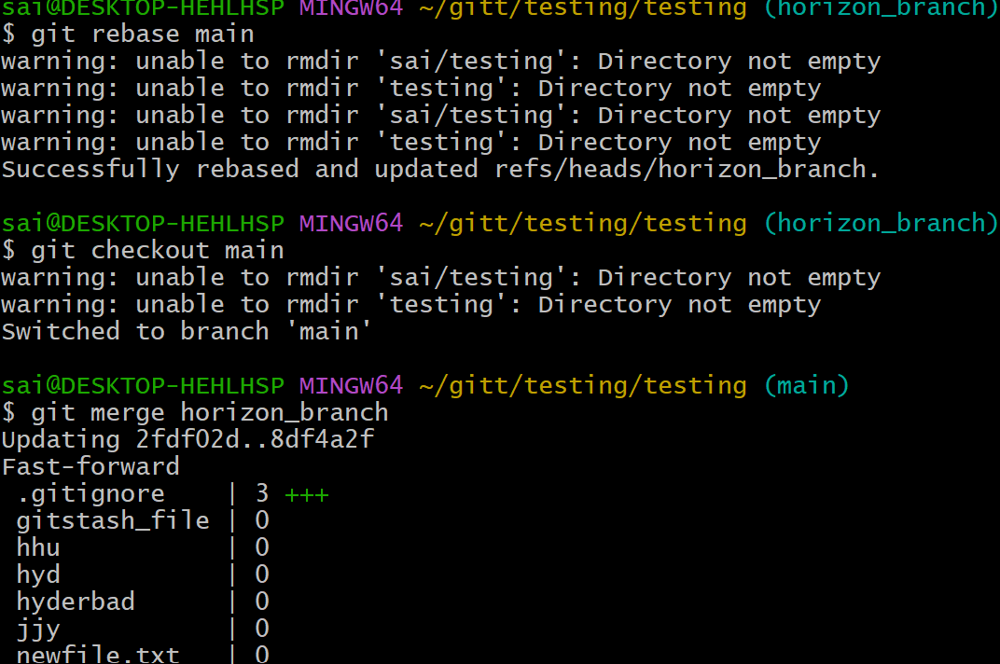 sai@DESKTOP-HEHLHSP MINGW64 ~/gitt/testing/testing (horizon_branch)
$ git rebase main
warning: unable to rmdir 'sai/testing': Directory not empty
warning: unable to rmdir 'testing': Directory not empty
warning: unable to rmdir 'sai/testing': Directory not empty
warning: unable to rmdir 'testing': Directory not empty
Successfully rebased and updated refs/heads/horizon_branch.
sai@DESKTOP-HEHLHSP MINGW64 ~/gitt/testing/testing (horizon_branch)
$ git checkout main
warning: unable to rmdir 'sai/testing': Directory not empty
warning: unable to rmdir 'testing': Directory not empty
Switched to branch 'main'
sai@DESKTOP-HEHLHSP MINGW64 ~/gitt/testing/testing (main)
$ git merge horizon_branch
Updating 2fdf02d..8df4a2f
Fast-forward
 .gitignore    | 3 +++
 gitstash_file | 0
 hhu           | 0
 hyd           | 0
 hyderbad      | 0
 jjy           | 0
 newfile.txt   | 0